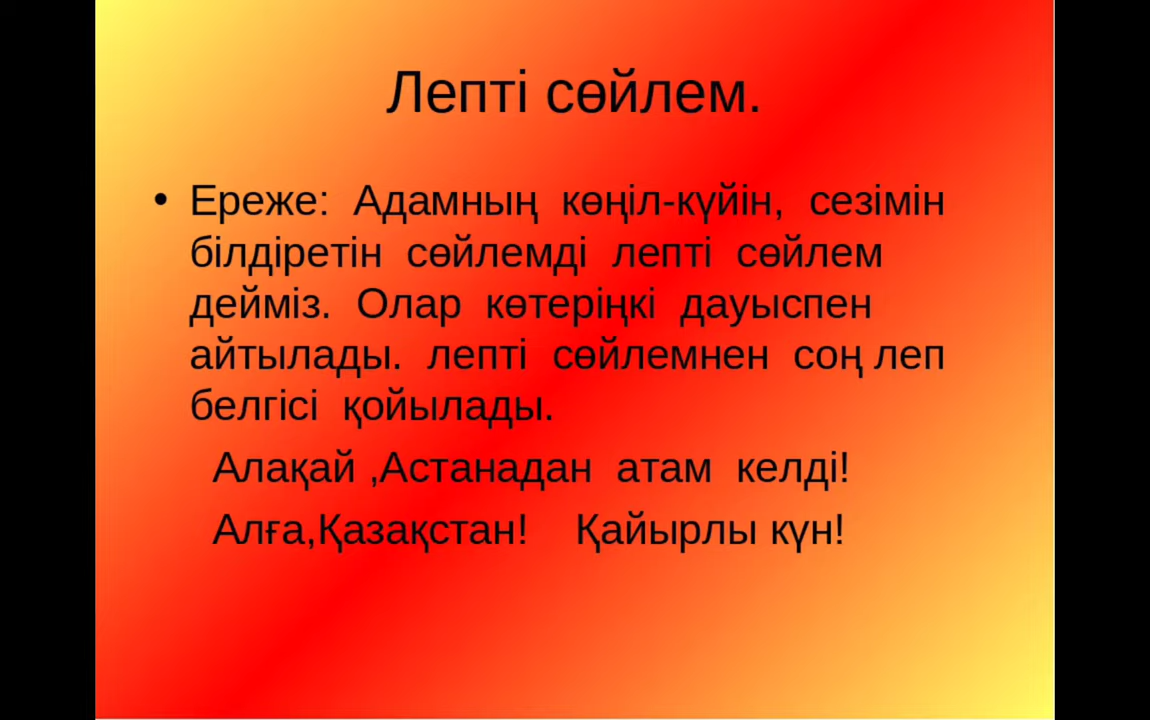 Лепті сөйлем.
• Ереже: Адамның көңіл-күйін, сезімін
білдіретін сөйлемді лепті сөйлем
дейміз. Олар көтеріңкі дауыспен
айтылады. лепті сөйлемнен соң леп
белгісі қойылады.
Алақай ,Астанадан атам келді!
Алға,Қазақстан! Қайырлы күн!